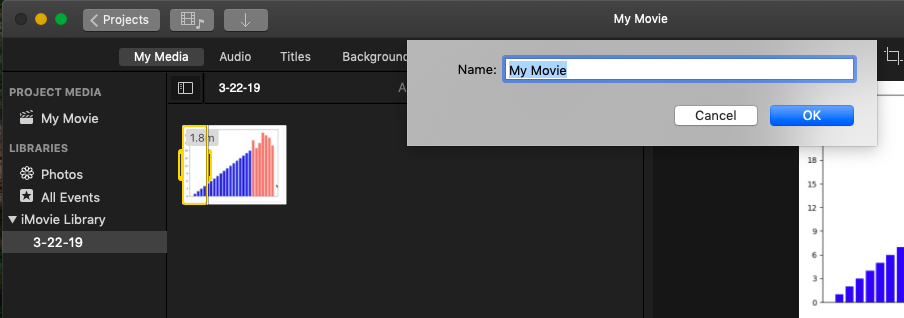 My Movie
Projects
My Media
Audio
Titles
Background
Name:
My Movie
Cancel
OK
PROJECT MEDIA
My Movie
LIBRARIES
Photos
All Events
iMovie Library
3-22-19
3-22-19
A
1.8m
18
15
12
9
6
3
0